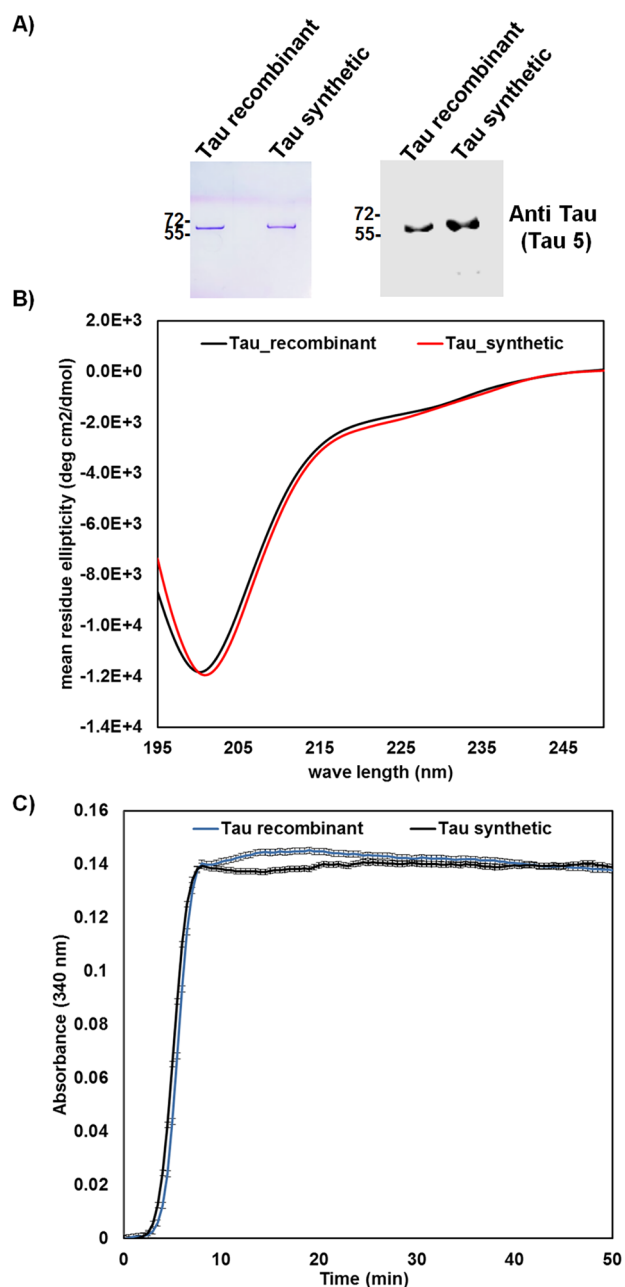 A)
Tau recombinant
Tau synthetic
Tau recombinant
Tau synthetic
72-
55-
72-
55-
Anti Tau
(Tau 5)
B)
2.0E+3
0.0E+3
-2.0E+3
-4.0E+3
-6.0E+3
-8.0E+3
-1.0E+4
-1.2E+4
-1.4E+4
mean residue ellipticity (deg cm2/dmol)
Tau_recombinant
Tau_synthetic
195
205
215
225
235
245
wave length (nm)
C)
0.16
0.14
0.12
0.1
0.08
0.06
0.04
0.02
0
Absorbance (340 nm)
Tau recombinant
Tau synthetic
0
10
20
30
40
50
Time (min)